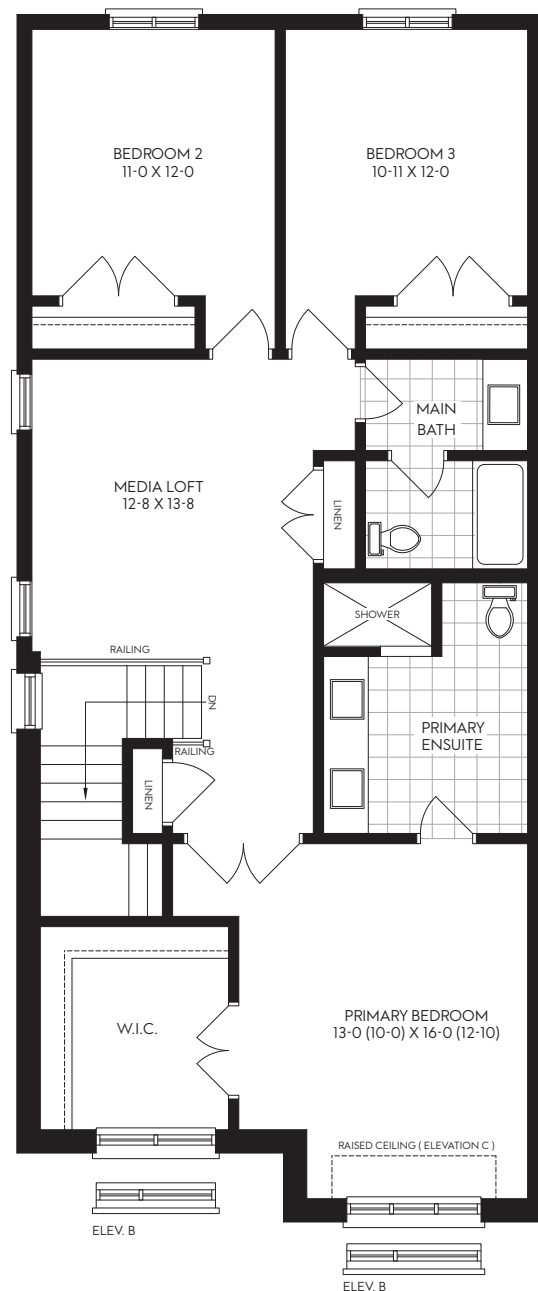 BEDROOM 2
11-0 X 12-0
BEDROOM 3
10-11 X 12-0
MAIN
BATH
MEDIA LOFT
12-8 X 13-8
LINEN
SHOWER
RAILING
DN
PRIMARY
ENSUITE
RAILING
LINEN
W.I.C.
PRIMARY BEDROOM
13-0 (10-0) X 16-0 (12-10)
RAISED CEILING ( ELEVATION C )
ELEV. B
ELEV. B